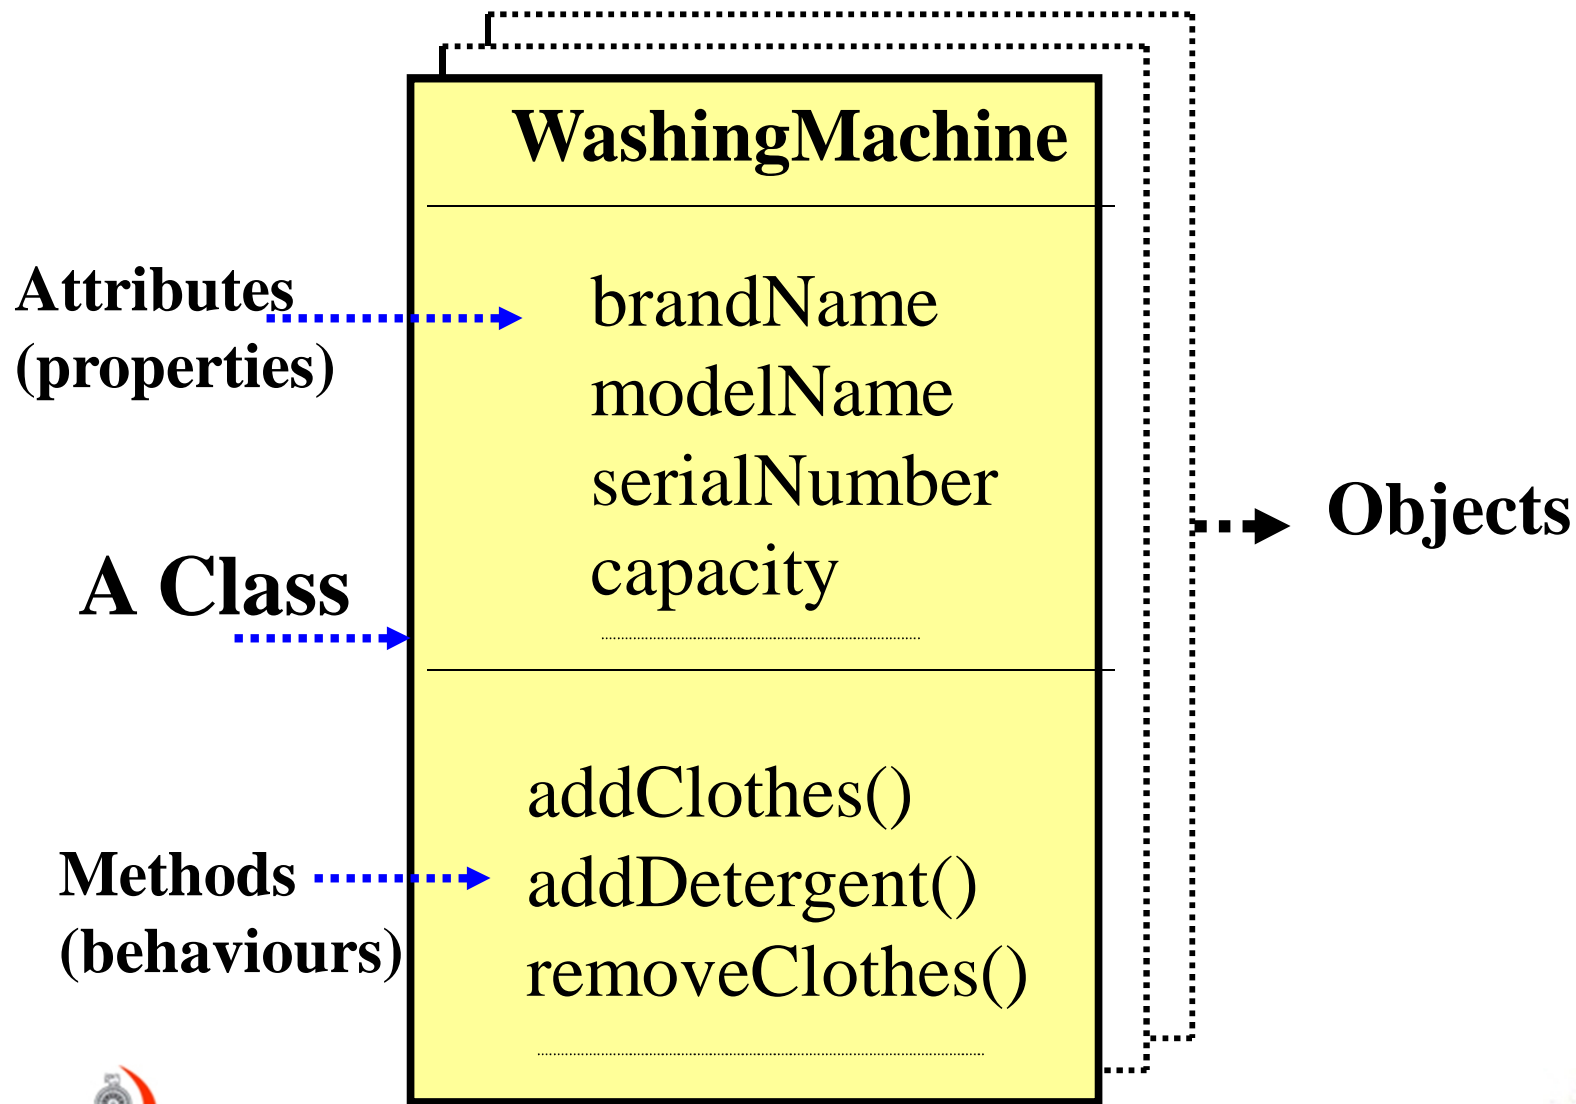 WashingMachine
Attributes
(properties)
brandName
modelName
serialNumber
capacity
Objects
A Class
addClothes()
addDetergent()
removeClothes()
Methods
(behaviours)